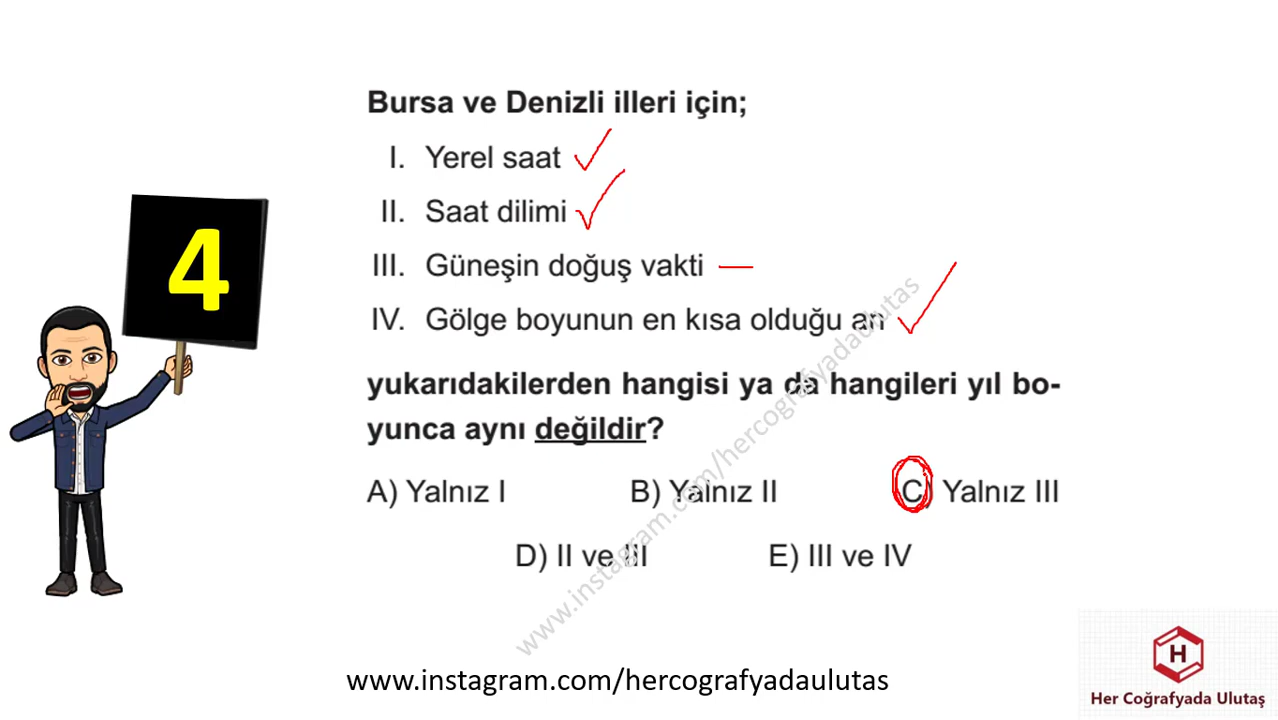 4
Bursa ve Denizli illeri için;
I. Yerel saat
II. Saat dilimi
III. Güneşin doğuş vakti
IV. Gölge boyunun en kısa olduğu an
yukarıdakilerden hangisi ya da hangileri yıl bo-
yunca aynı değildir?
A) Yalnız I B) Yalnız II C) Yalnız III
D) II ve III E) III ve IV
www.instagram.com/hercografyadaulutas
www.instagram.com/hercografyadaulutas
H
Her Coğrafyada Ulutaş